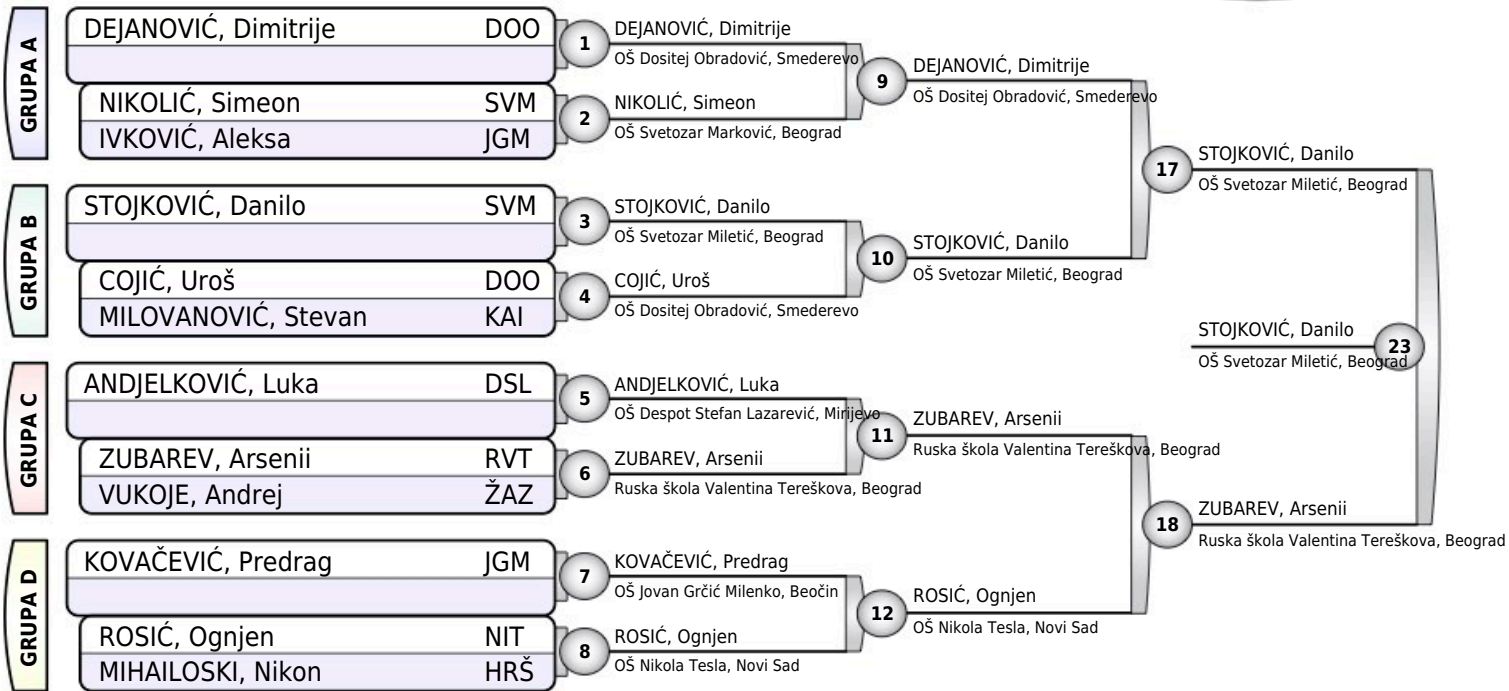 GRUPA A
DEJANOVIĆ, Dimitrije DOO
NIKOLIĆ, Simeon SVM
IVKOVIĆ, Aleksa JGM
GRUPA B
STOJKOVIĆ, Danilo SVM
COJIĆ, Uroš DOO
MILOVANOVIĆ, Stevan KAI
GRUPA C
ANDJELKOVIĆ, Luka DSL
ZUBAREV, Arsenii RVT
VUKOJE, Andrej ŽAZ
GRUPA D
KOVAČEVIĆ, Predrag JGM
ROSIĆ, Ognjen NIT
MIHAILOSKI, Nikon HRŠ
1
DEJANOVIĆ, Dimitrije
OŠ Dositej Obradović, Smederevo
2
NIKOLIĆ, Simeon
OŠ Svetozar Marković, Beograd
3
STOJKOVIĆ, Danilo
OŠ Svetozar Miletić, Beograd
4
COJIĆ, Uroš
OŠ Dositej Obradović, Smederevo
5
ANDJELKOVIĆ, Luka
OŠ Despot Stefan Lazarević, Mirijevo
6
ZUBAREV, Arsenii
Ruska škola Valentina Tereškova, Beograd
7
KOVAČEVIĆ, Predrag
OŠ Jovan Grčić Milenko, Beočin
8
ROSIĆ, Ognjen
OŠ Nikola Tesla, Novi Sad
9
DEJANOVIĆ, Dimitrije
OŠ Dositej Obradović, Smederevo
10
STOJKOVIĆ, Danilo
OŠ Svetozar Miletić, Beograd
11
ZUBAREV, Arsenii
Ruska škola Valentina Tereškova, Beograd
12
ROSIĆ, Ognjen
OŠ Nikola Tesla, Novi Sad
17
STOJKOVIĆ, Danilo
OŠ Svetozar Miletić, Beograd
18
ZUBAREV, Arsenii
Ruska škola Valentina Tereškova, Beograd
23
STOJKOVIĆ, Danilo
OŠ Svetozar Miletić, Beograd